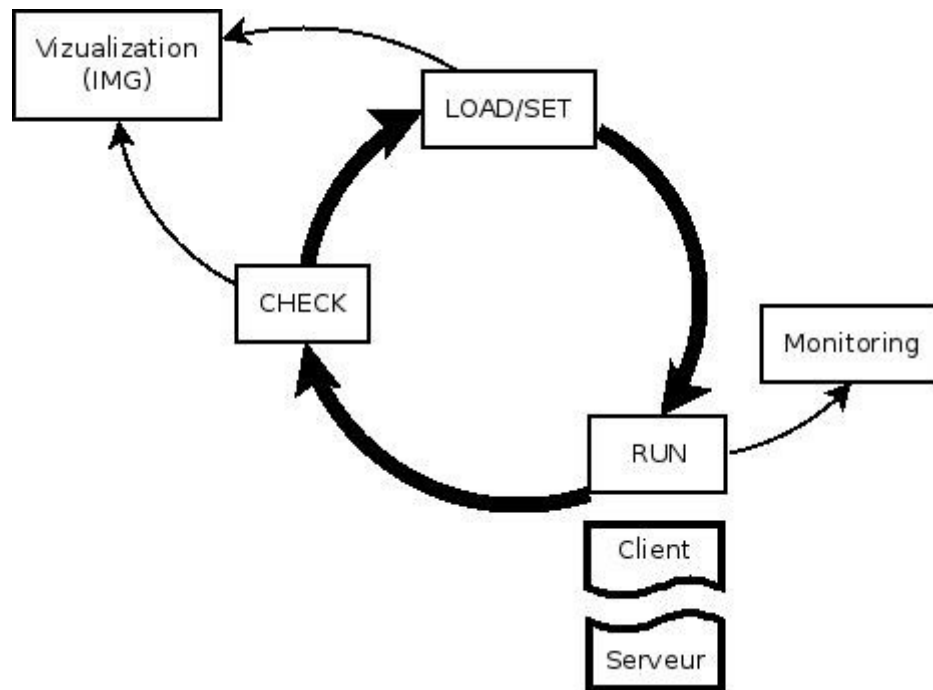 Vizualization
(IMG)
LOAD/SET
CHECK
Monitoring
RUN
Client
Serveur